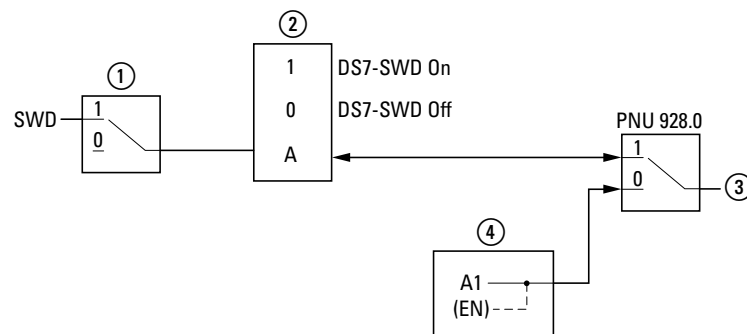 ②
①
1 DS7-SWD On
SWD 1
0
0 DS7-SWD Off
PNU 928.0
A
1
0
③
④
A1
(EN)